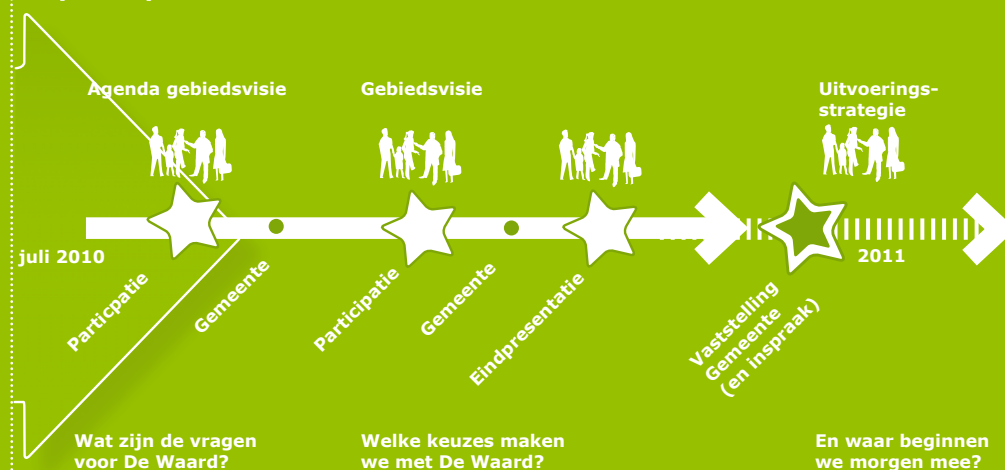 Agenda gebiedsvisie
Gebiedsvisie
Uitvoerings-
strategie
juli 2010
2011
Particpatie
Gemeente
Participatie
Gemeente
Eindpresentatie
Vaststelling
Gemeente
(en inspraak)
Wat zijn de vragen
voor De Waard?
Welke keuzes maken
we met De Waard?
En waar beginnen
we morgen mee?